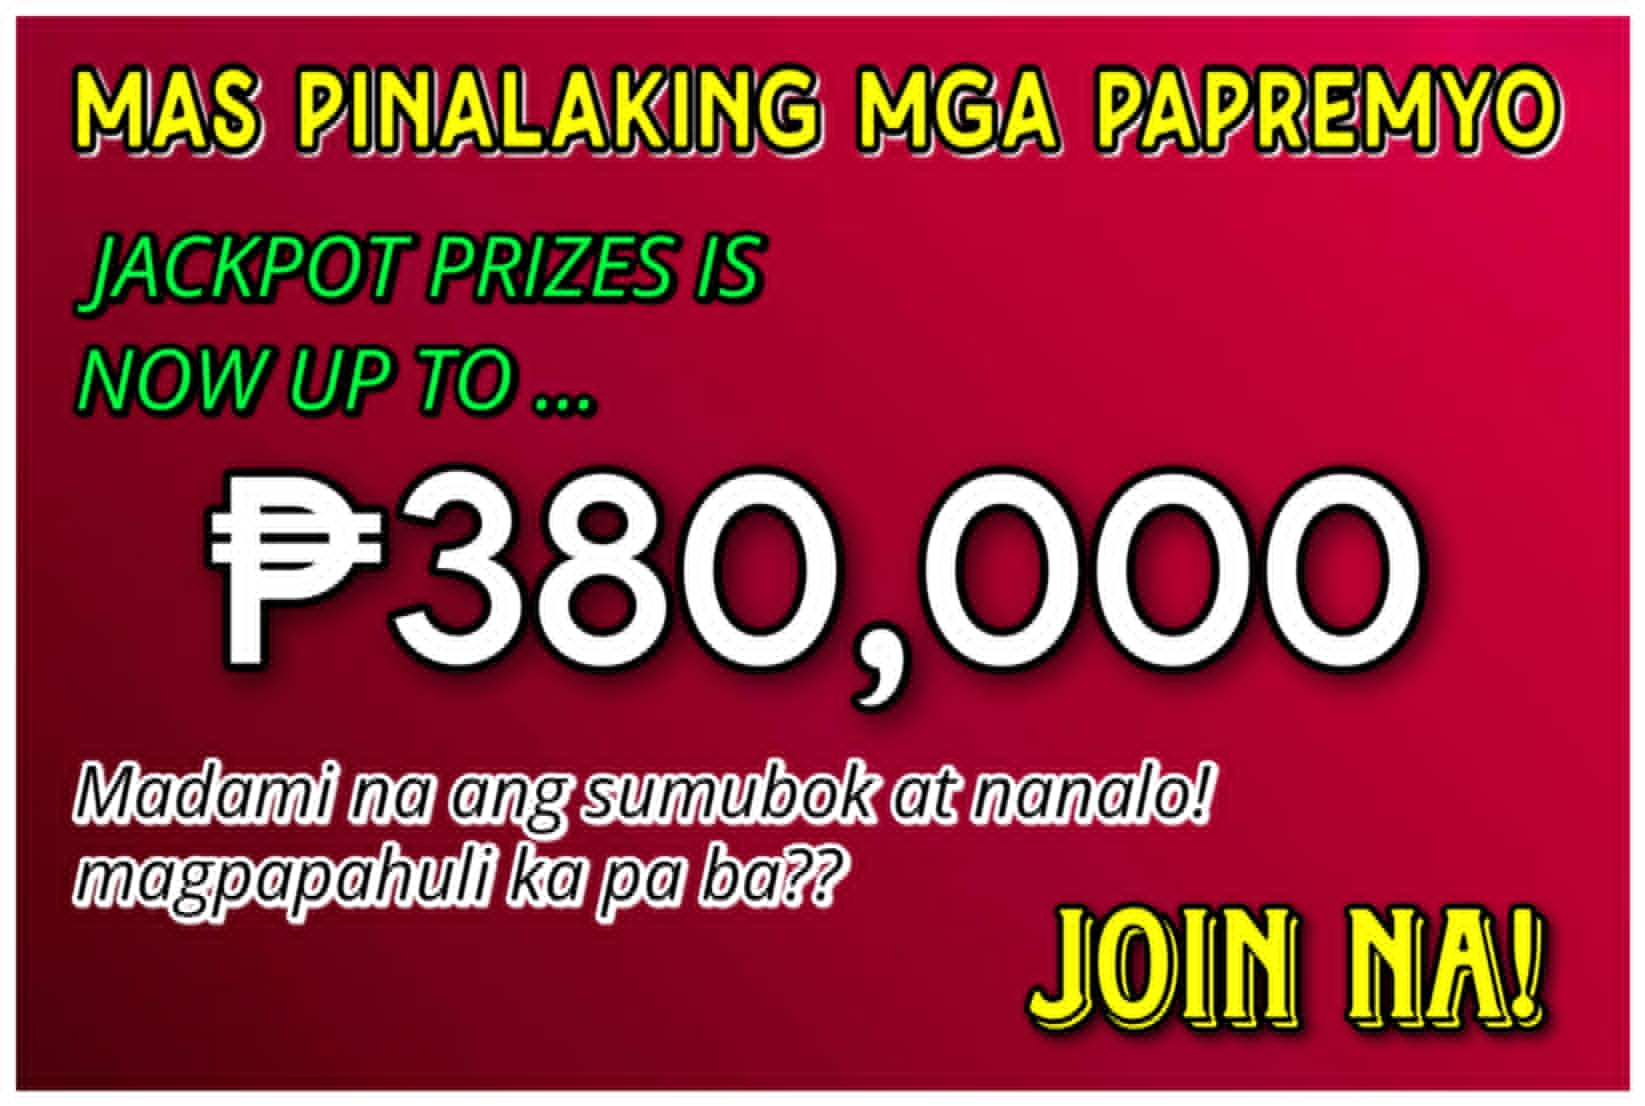 MAS PINALAKING MGA PAPREMYO
JACKPOT PRIZES IS
NOW UP TO ...
₱380,000
Madami na ang sumubok at nanalo!
magpapahuli ka pa ba??
JOIN NA!